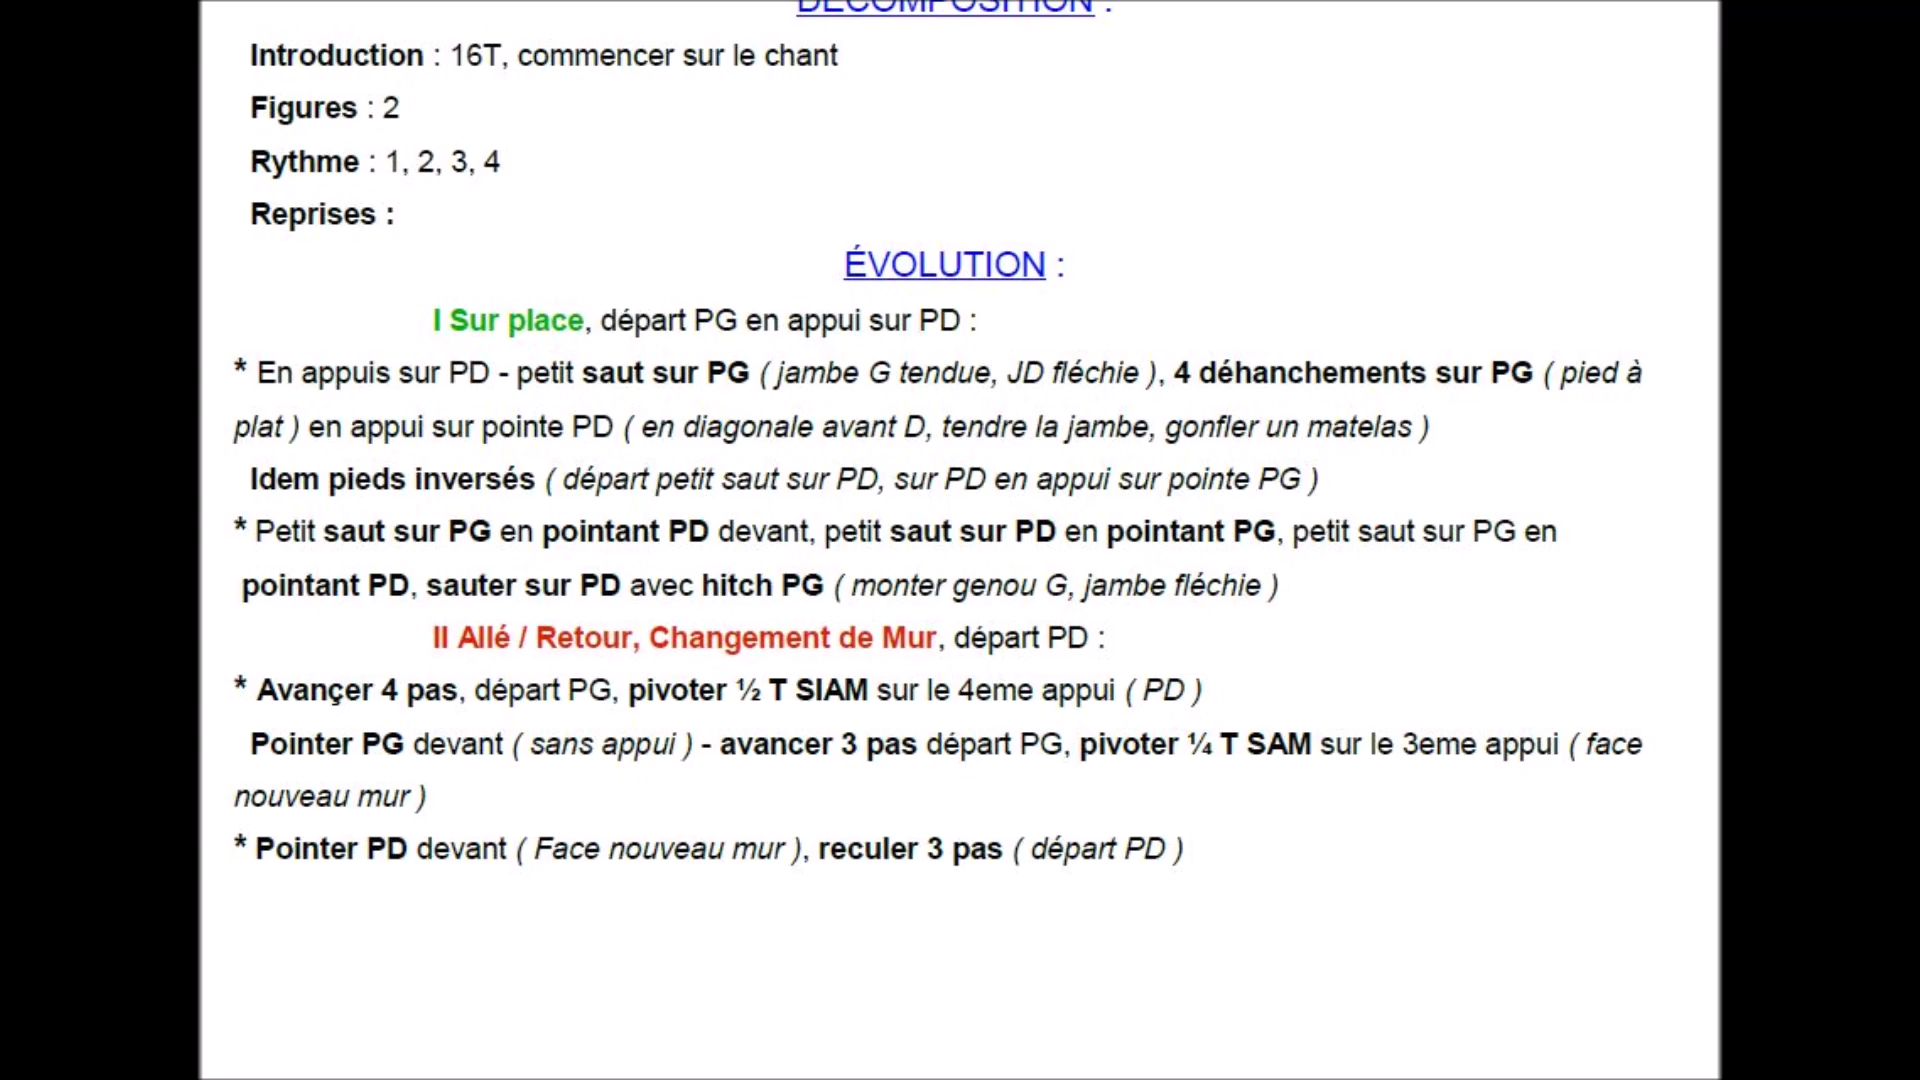 DÉCOMPOSITION :
Introduction : 16T, commencer sur le chant
Figures : 2
Rythme : 1, 2, 3, 4
Reprises :
ÉVOLUTION :
I Sur place, départ PG en appui sur PD :
* En appuis sur PD - petit saut sur PG ( jambe G tendue, JD fléchie ), 4 déhanchements sur PG ( pied à
plat ) en appui sur pointe PD ( en diagonale avant D, tendre la jambe, gonfler un matelas )
Idem pieds inversés ( départ petit saut sur PD, sur PD en appui sur pointe PG )
* Petit saut sur PG en pointant PD devant, petit saut sur PD en pointant PG, petit saut sur PG en
pointant PD, sauter sur PD avec hitch PG ( monter genou G, jambe fléchie )
II Allé / Retour, Changement de Mur, départ PD :
* Avançer 4 pas, départ PG, pivoter ½ T SIAM sur le 4eme appui ( PD )
Pointer PG devant ( sans appui ) - avancer 3 pas départ PG, pivoter ¼ T SAM sur le 3eme appui ( face
nouveau mur )
* Pointer PD devant ( Face nouveau mur ), reculer 3 pas ( départ PD )